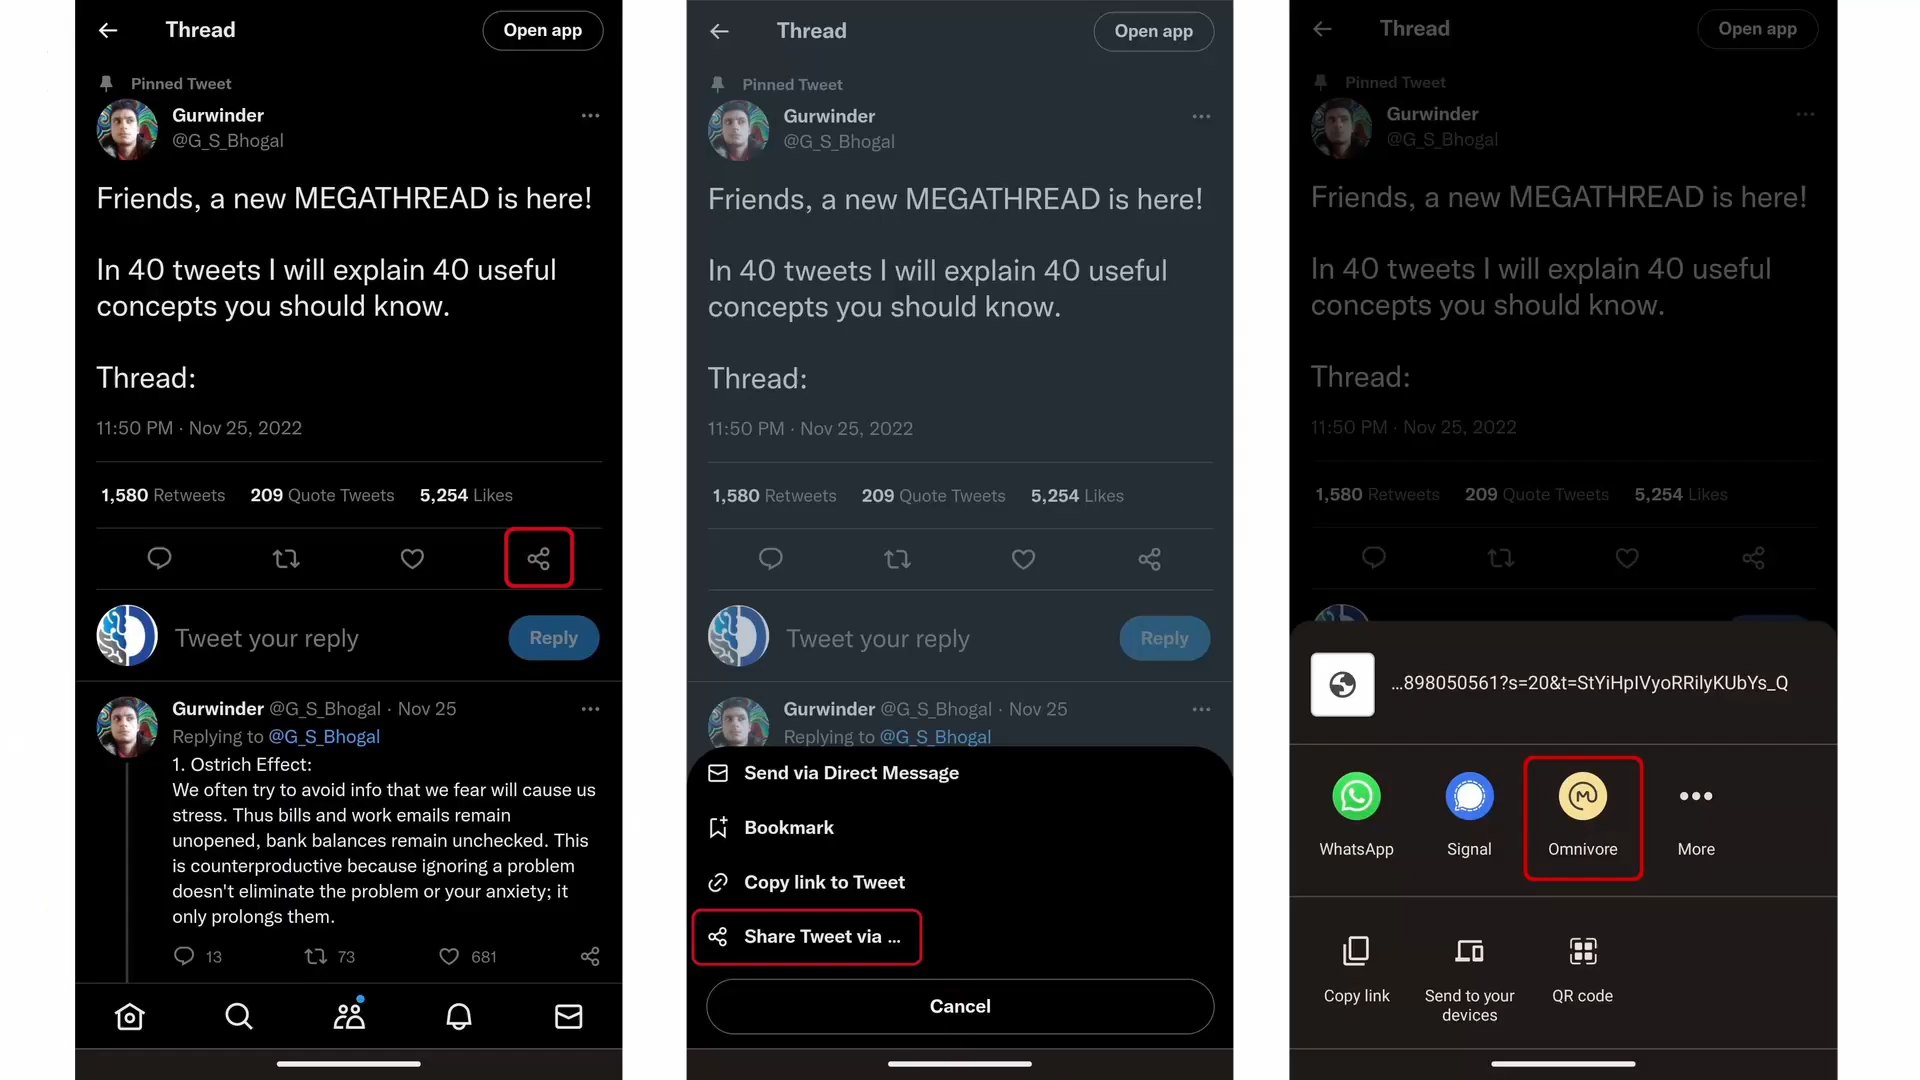 Thread
Open app
Pinned Tweet
Gurwinder
@G_S_Bhogal
Friends, a new MEGATHREAD is here!
In 40 tweets I will explain 40 useful
concepts you should know.
Thread:
11:50 PM · Nov 25, 2022
1,580 Retweets 209 Quote Tweets 5,254 Likes
Tweet your reply
Reply
Gurwinder @G_S_Bhogal · Nov 25
Replying to @G_S_Bhogal
1. Ostrich Effect:
We often try to avoid info that we fear will cause us
stress. Thus bills and work emails remain
unopened, bank balances remain unchecked. This
is counterproductive because ignoring a problem
doesn't eliminate the problem or your anxiety; it
only prolongs them.
13 73 681
Thread
Open app
Pinned Tweet
Gurwinder
@G_S_Bhogal
Friends, a new MEGATHREAD is here!
In 40 tweets I will explain 40 useful
concepts you should know.
Thread:
11:50 PM · Nov 25, 2022
1,580 Retweets 209 Quote Tweets 5,254 Likes
Tweet your reply
Reply
Gurwinder @G_S_Bhogal · Nov 25
Replying to @G_S_Bhogal
Send via Direct Message
Bookmark
Copy link to Tweet
Share Tweet via ...
Cancel
Thread
Open app
Pinned Tweet
Gurwinder
@G_S_Bhogal
Friends, a new MEGATHREAD is here!
In 40 tweets I will explain 40 useful
concepts you should know.
Thread:
11:50 PM · Nov 25, 2022
1,580 Retweets 209 Quote Tweets 5,254 Likes
...898050561?s=20&t=StYiHpIVyoRRilyKUbYs_Q
WhatsApp
Signal
Omnivore
More
Copy link
Send to your
devices
QR code